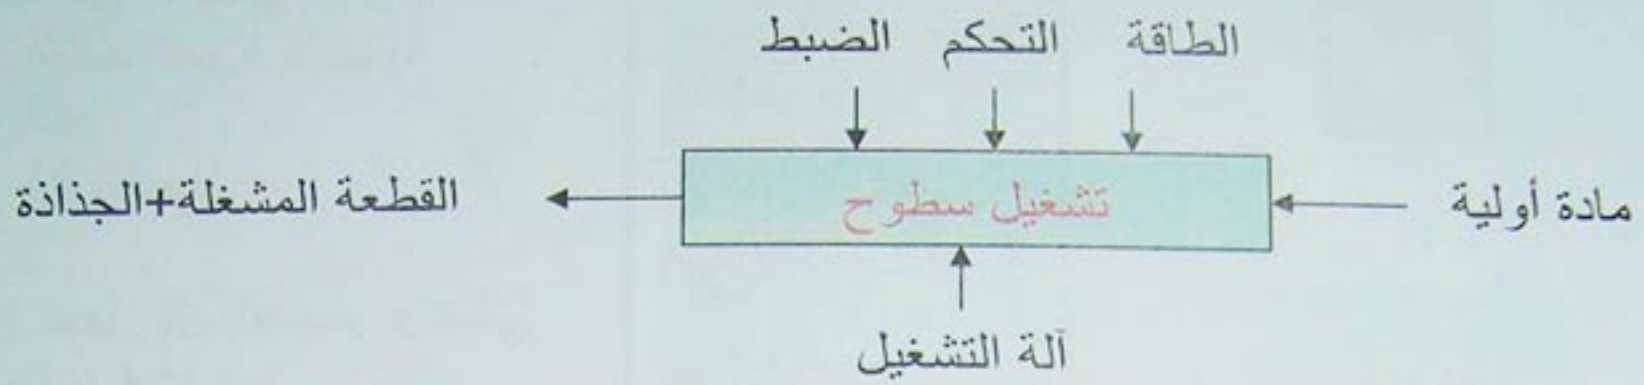 الطاقة التحكم الضبط
مادة أولية تشغيل سطوح القطعة المشغلة+الجذاذة
آلة التشغيل